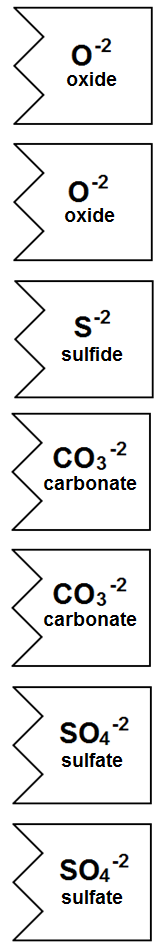 O⁻²
oxide
O⁻²
oxide
S⁻²
sulfide
CO₃⁻²
carbonate
CO₃⁻²
carbonate
SO₄⁻²
sulfate
SO₄⁻²
sulfate